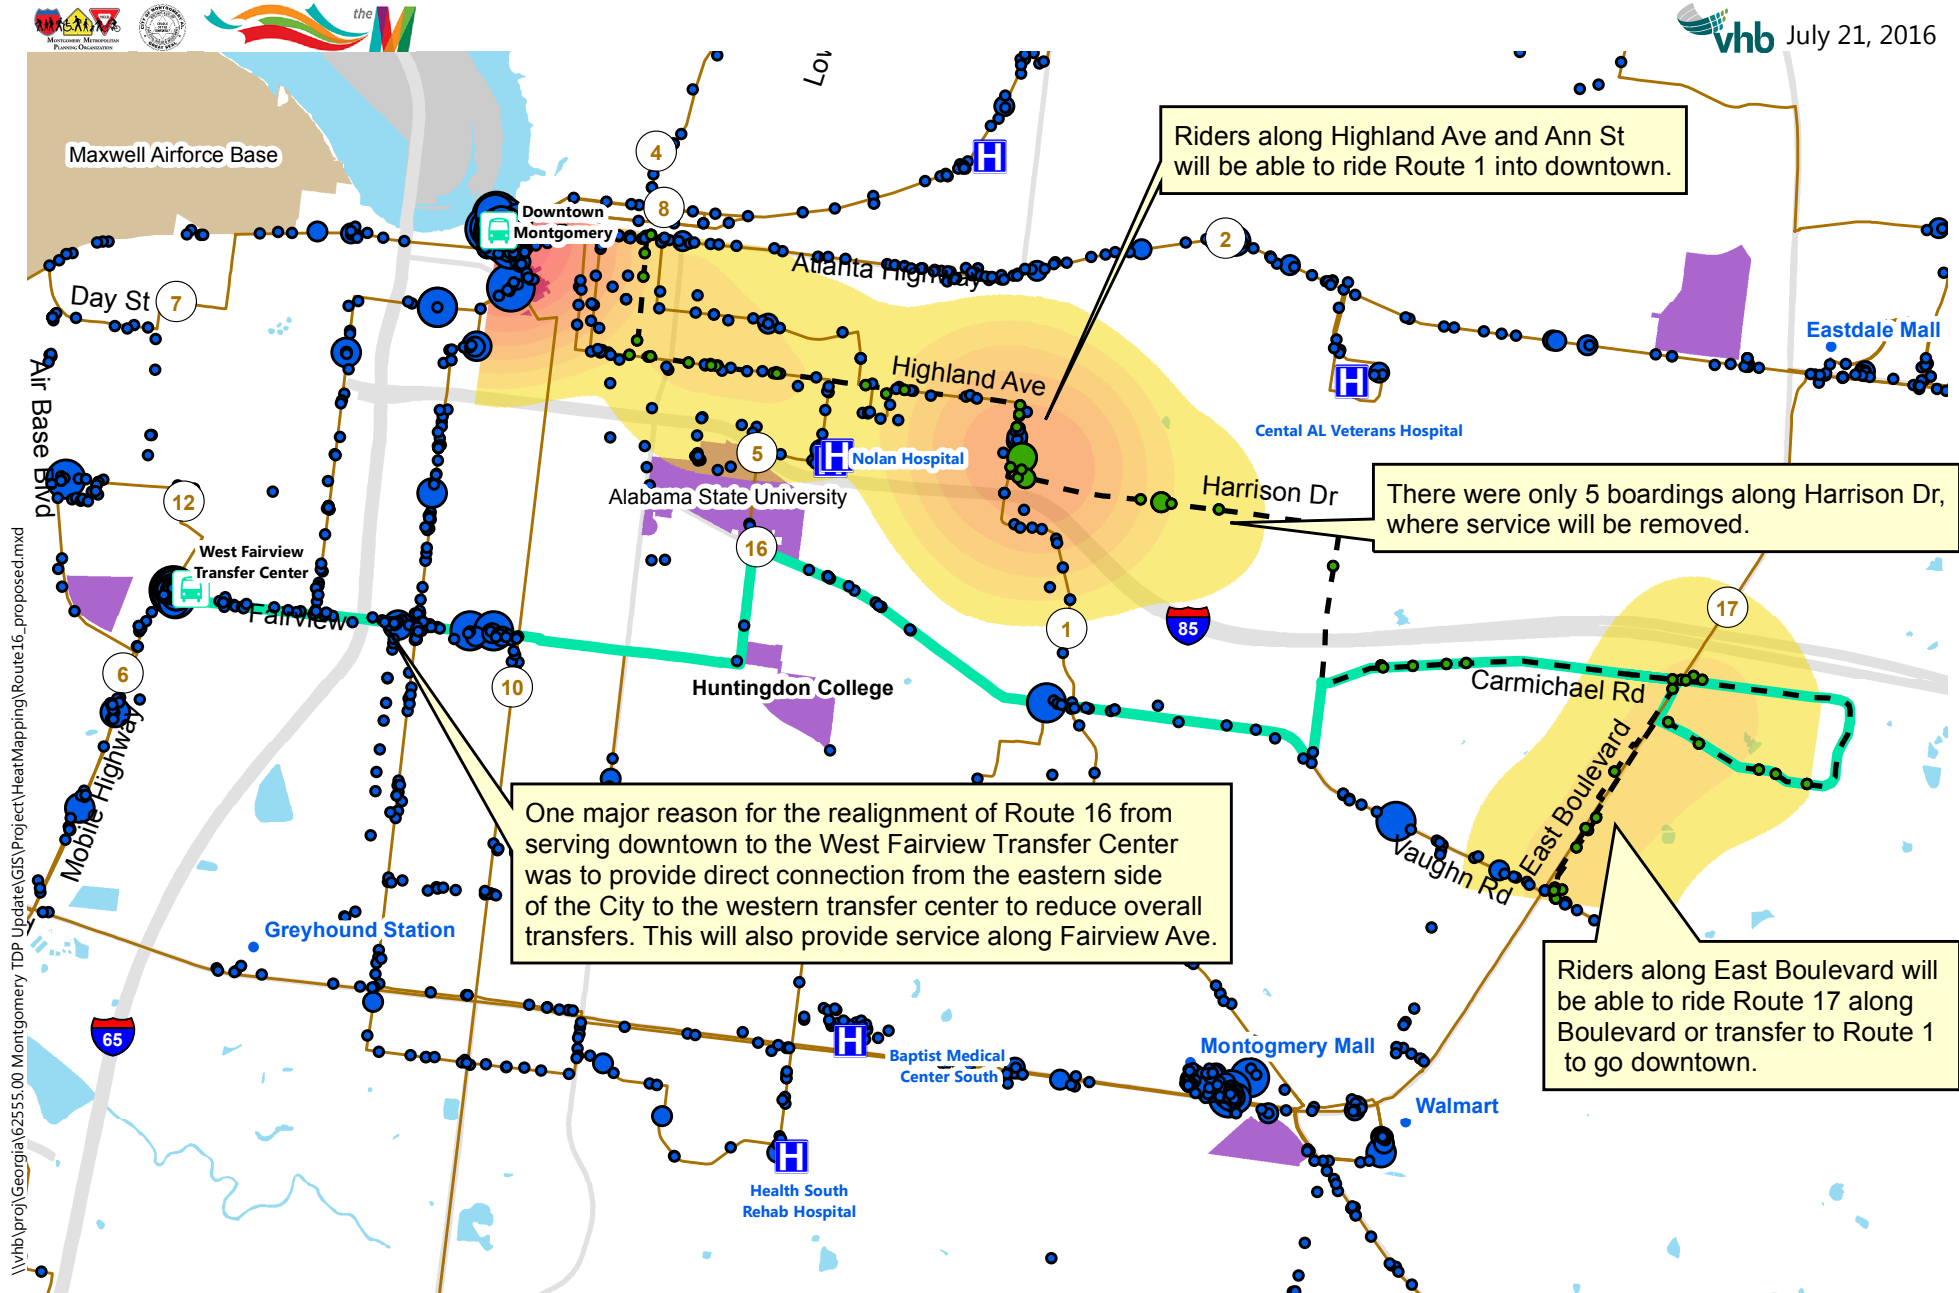 MONTGOMERY METROPOLITAN
PLANNING ORGANIZATION
the
vhb July 21, 2016
Lov
Maxwell Airforce Base
Riders along Highland Ave and Ann St
will be able to ride Route 1 into downtown.
4
8
Downtown
Montgomery
2
Atlanta Highway
Day St
7
Eastdale Mall
Air Base Blvd
Highland Ave
Cental AL Veterans Hospital
H
H
H
5
Nolan Hospital
Alabama State University
Harrison Dr
There were only 5 boardings along Harrison Dr,
where service will be removed.
12
16
West Fairview
Transfer Center
Fairview
17
1
85
6
10
Huntingdon College
Carmichael Rd
Mobile Highway
East Boulevard
Vaughn Rd
One major reason for the realignment of Route 16 from
serving downtown to the West Fairview Transfer Center
was to provide direct connection from the eastern side
of the City to the western transfer center to reduce overall
transfers. This will also provide service along Fairview Ave.
Greyhound Station
Riders along East Boulevard will
be able to ride Route 17 along
Boulevard or transfer to Route 1
to go downtown.
65
H
Baptist Medical
Center South
Montogmery Mall
Walmart
H
Health South
Rehab Hospital
\\vhb\proj\Georgia\62555.00 Montgomery TDP Update\GIS\Project\HeatMapping\Route16_proposed.mxd